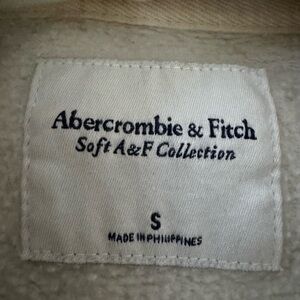 Abercrombie & Fitch
Soft A&F Collection
S
MADE IN PHILIPPINES